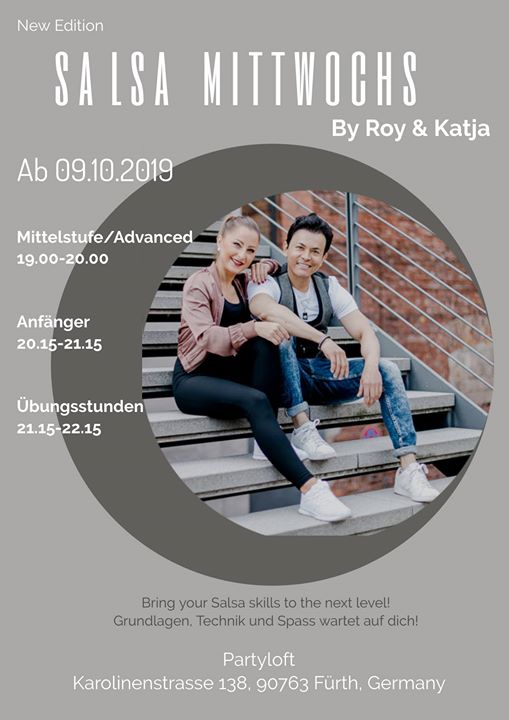 New Edition
SALSA MITTWOCHS
By Roy & Katja
Ab 09.10.2019
Mittelstufe/Advanced
19.00-20.00
Anfänger
20.15-21.15
Übungsstunden
21.15-22.15
Bring your Salsa skills to the next level!
Grundlagen, Technik und Spass wartet auf dich!
Partyloft
Karolinenstrasse 138, 90763 Fürth, Germany